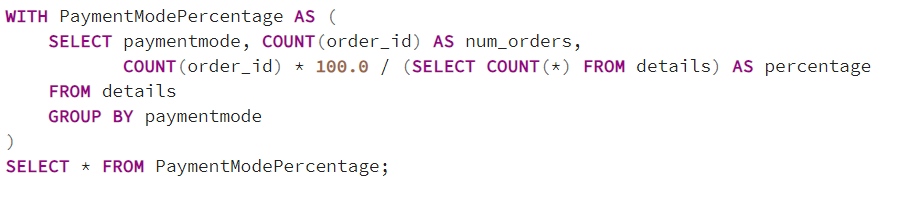 WITH PaymentModePercentage AS (
    SELECT paymentmode, COUNT(order_id) AS num_orders,
           COUNT(order_id) * 100.0 / (SELECT COUNT(*) FROM details) AS percentage
    FROM details
    GROUP BY paymentmode
)
SELECT * FROM PaymentModePercentage;